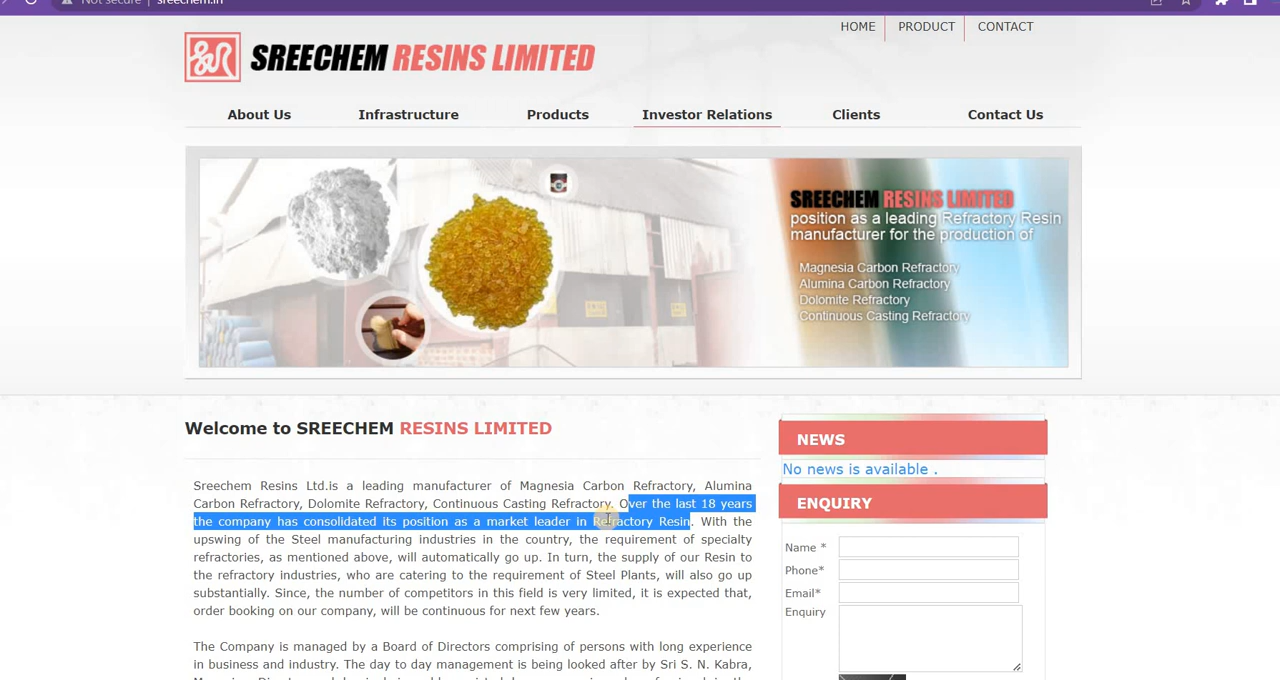 Not secure | sreechem.in
HOME
PRODUCT
CONTACT
SREECHEM RESINS LIMITED
About Us
Infrastructure
Products
Investor Relations
Clients
Contact Us
SREECHEM RESINS LIMITED
position as a leading Refractory Resin
manufacturer for the production of
Magnesia Carbon Refractory
Alumina Carbon Refractory
Dolomite Refractory
Continuous Casting Refractory
Welcome to SREECHEM RESINS LIMITED
Sreechem Resins Ltd.is a leading manufacturer of Magnesia Carbon Refractory, Alumina
Carbon Refractory, Dolomite Refractory, Continuous Casting Refractory. Over the last 18 years
the company has consolidated its position as a market leader in Refractory Resin. With the
upswing of the Steel manufacturing industries in the country, the requirement of specialty
refractories, as mentioned above, will automatically go up. In turn, the supply of our Resin to
the refractory industries, who are catering to the requirement of Steel Plants, will also go up
substantially. Since, the number of competitors in this field is very limited, it is expected that,
order booking on our company, will be continuous for next few years.
The Company is managed by a Board of Directors comprising of persons with long experience
in business and industry. The day to day management is being looked after by Sri S. N. Kabra,
NEWS
No news is available .
ENQUIRY
Name *
Phone*
Email*
Enquiry